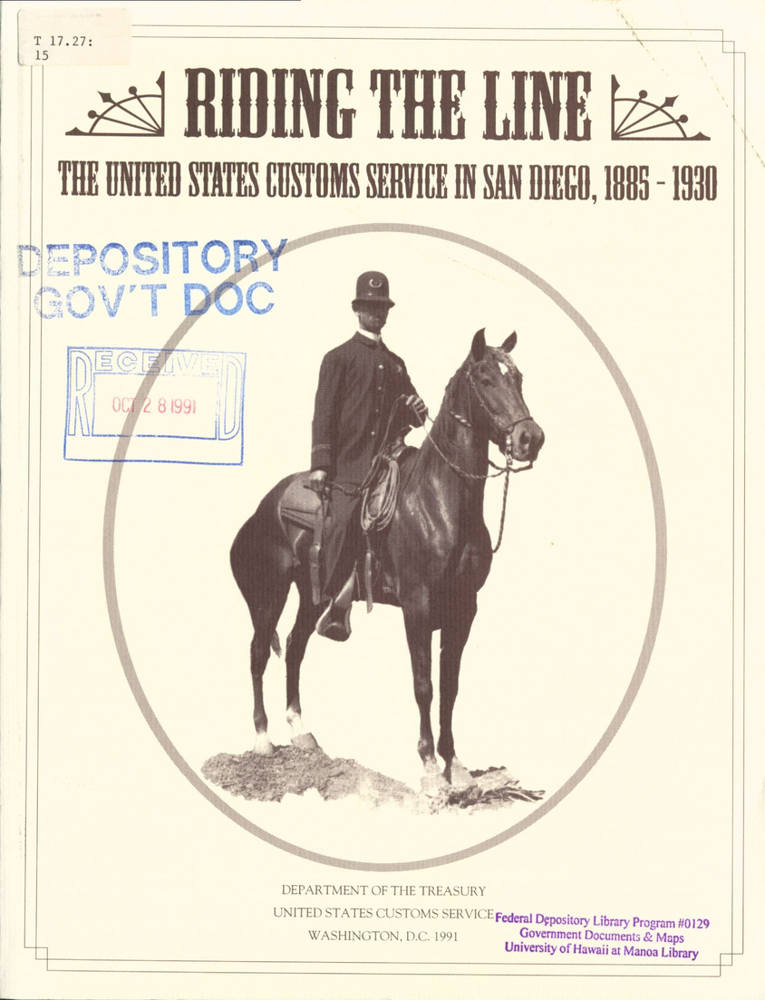 T 17.27:
15
RIDING THE LINE
THE UNITED STATES CUSTOMS SERVICE IN SAN DIEGO, 1885 - 1930
DEPOSITORY
GOV'T DOC
RECEIVED
OCT 28 1991
DEPARTMENT OF THE TREASURY
UNITED STATES CUSTOMS SERVICE
WASHINGTON, D.C. 1991
Federal Depository Library Program #0129
Government Documents & Maps
University of Hawaii at Manoa Library